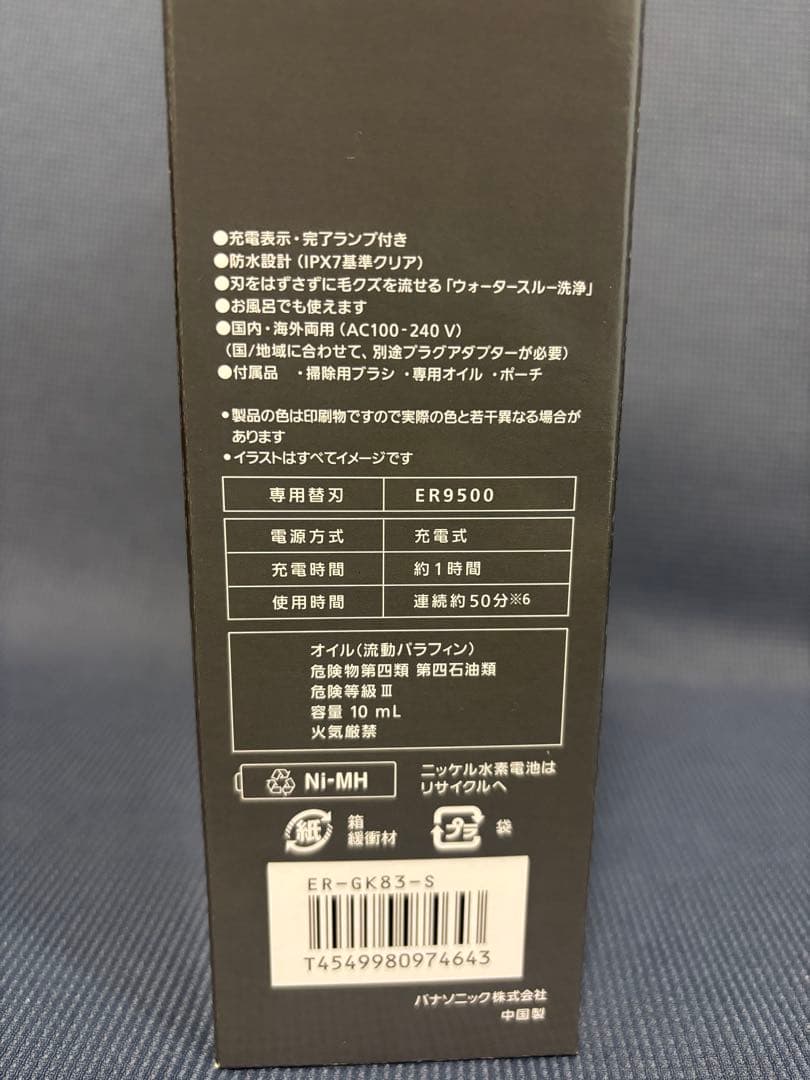 ●充電表示・完了ランプ付き
●防水設計（IPX7基準クリア）
●刃をはずさずに毛クズを流せる「ウォータースルー洗浄」
●お風呂でも使えます
●国内・海外両用（AC100-240 V）
（国/地域に合わせて、別途プラグアダプターが必要）
●付属品　・掃除用ブラシ ・専用オイル ・ポーチ
•製品の色は印刷物ですので実際の色と若干異なる場合が
あります
•イラストはすべてイメージです
専用替刃 ER9500
電源方式 充電式
充電時間 約1時間
使用時間 連続約50分※6
オイル（流動パラフィン）
危険物第四類 第四石油類
危険等級Ⅲ
容量 10 mL
火気厳禁
Ni-MH
ニッケル水素電池は
リサイクルへ
紙
箱
緩衝材
プラ
袋
ER-GK83-S
T4549980974643
パナソニック株式会社
中国製